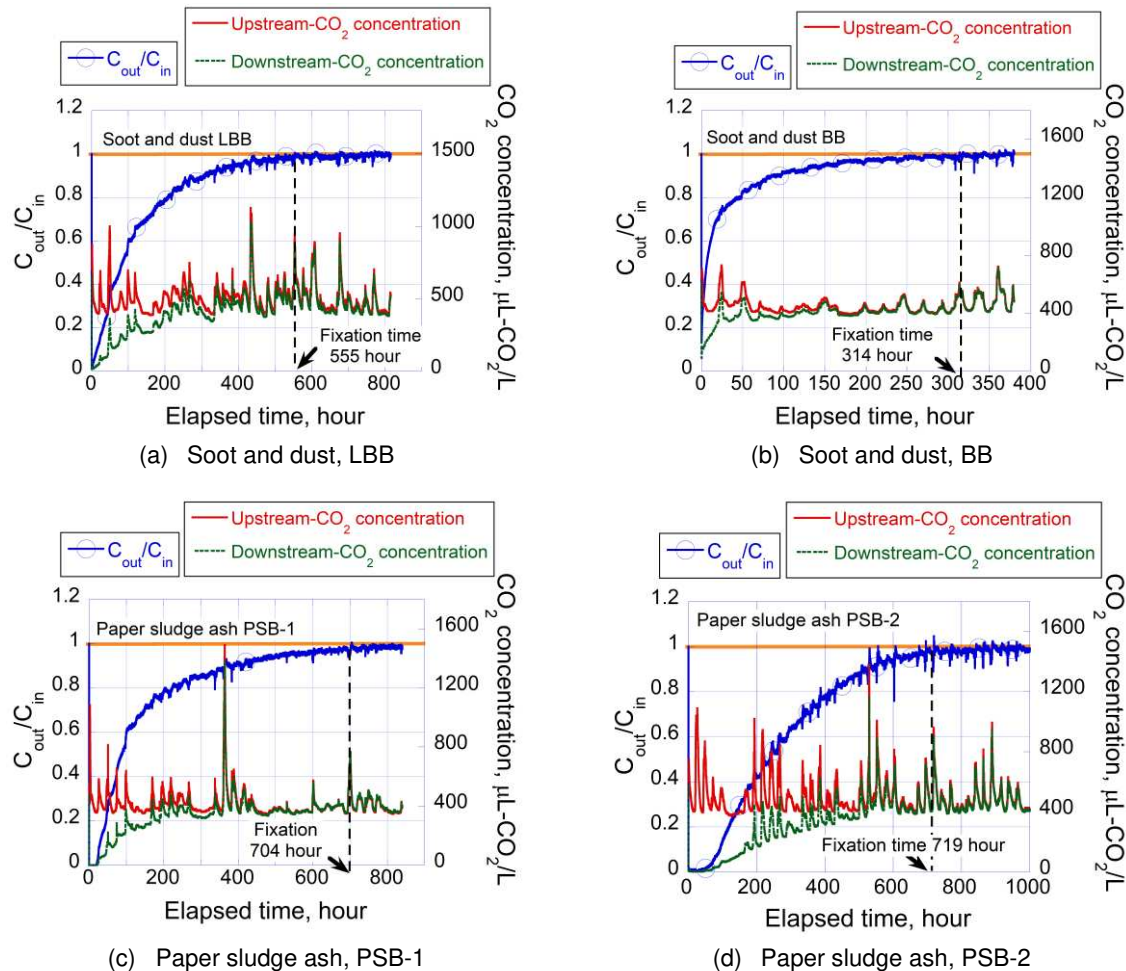 Upstream-CO2 concentration
Downstream-CO2 concentration
Cout/Cin
1.2
1
0.8
0.6
0.4
0.2
0
Cout/Cin
Soot and dust LBB
Fixation time
555 hour
1500
1000
500
0
CO2 concentration, μL-CO2/L
0 200 400 600 800
Elapsed time, hour
(a) Soot and dust, LBB
Upstream-CO2 concentration
Downstream-CO2 concentration
Cout/Cin
1.2
1
0.8
0.6
0.4
0.2
0
Cout/Cin
Soot and dust BB
Fixation time
314 hour
1600
1200
800
400
0
CO2 concentration, μL-CO2/L
0 50 100 150 200 250 300 350 400
Elapsed time, hour
(b) Soot and dust, BB
Upstream-CO2 concentration
Downstream-CO2 concentration
Cout/Cin
1.2
1
0.8
0.6
0.4
0.2
0
Cout/Cin
Paper sludge ash PSB-1
Fixation
704 hour
1600
1200
800
400
0
CO2 concentration, μL-CO2/L
0 200 400 600 800
Elapsed time, hour
(c) Paper sludge ash, PSB-1
Upstream-CO2 concentration
Downstream-CO2 concentration
Cout/Cin
1.2
1
0.8
0.6
0.4
0.2
0
Cout/Cin
Paper sludge ash PSB-2
Fixation time 719 hour
1600
1200
800
400
0
CO2 concentration, μL-CO2/L
0 200 400 600 800 1000
Elapsed time, hour
(d) Paper sludge ash, PSB-2